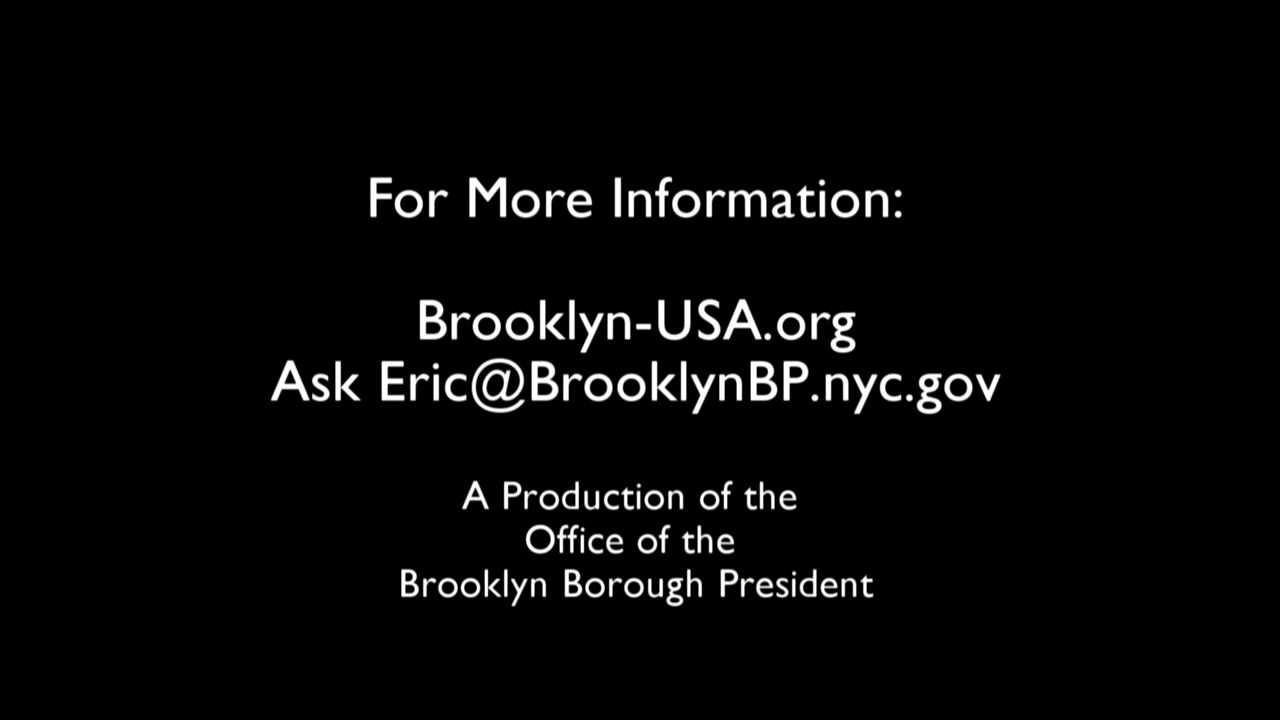 For More Information:
Brooklyn-USA.org
Ask Eric@BrooklynBP.nyc.gov
A Production of the
Office of the
Brooklyn Borough President